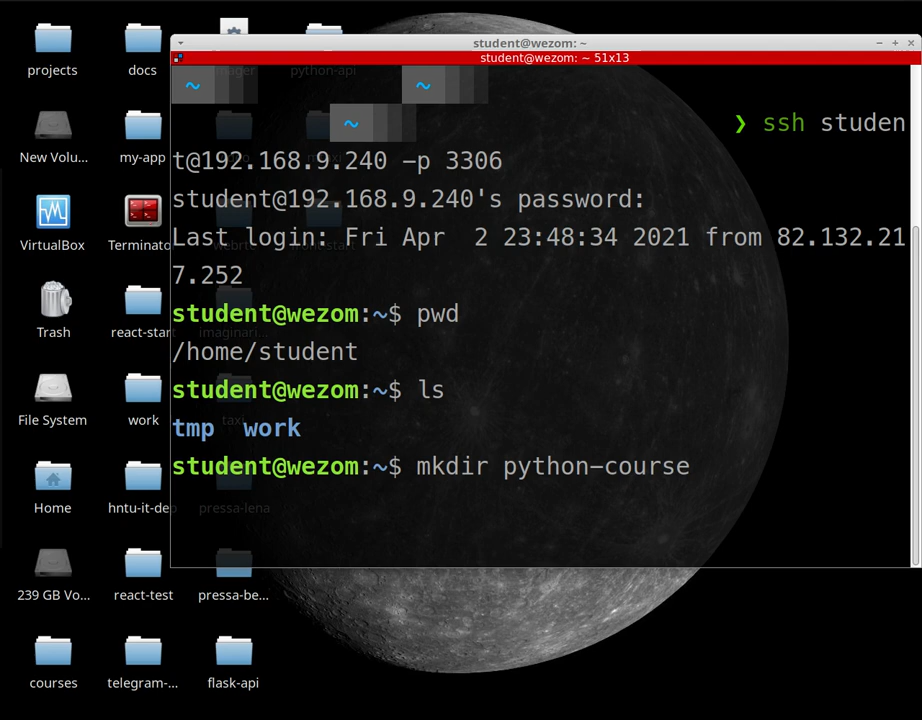 student@wezom: ~
student@wezom: ~ 51x13
~ ~
~ ❯ ssh studen
t@192.168.9.240 -p 3306
student@192.168.9.240's password:
Last login: Fri Apr  2 23:48:34 2021 from 82.132.21
7.252
student@wezom:~$ pwd
/home/student
student@wezom:~$ ls
tmp  work
student@wezom:~$ mkdir python-course
projects
docs
python-api
New Volu...
my-app
VirtualBox
Terminato
Trash
react-start
imaginari...
File System
work
taxi
Home
hntu-it-dep
pressa-lena
239 GB Vo...
react-test
pressa-be...
courses
telegram-...
flask-api